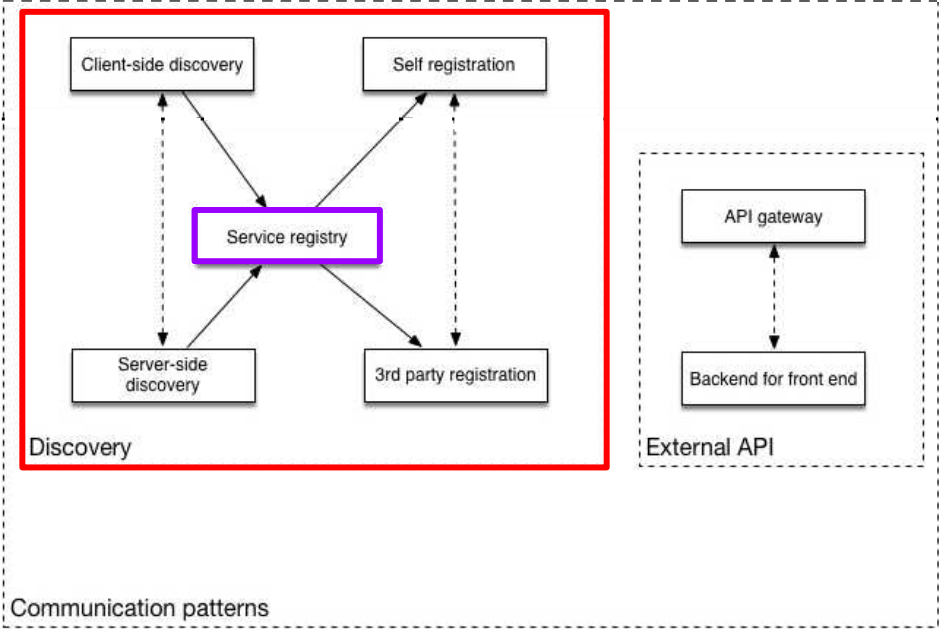 Client-side discovery
Self registration
Service registry
Server-side
discovery
3rd party registration
Discovery
API gateway
Backend for front end
External API
Communication patterns